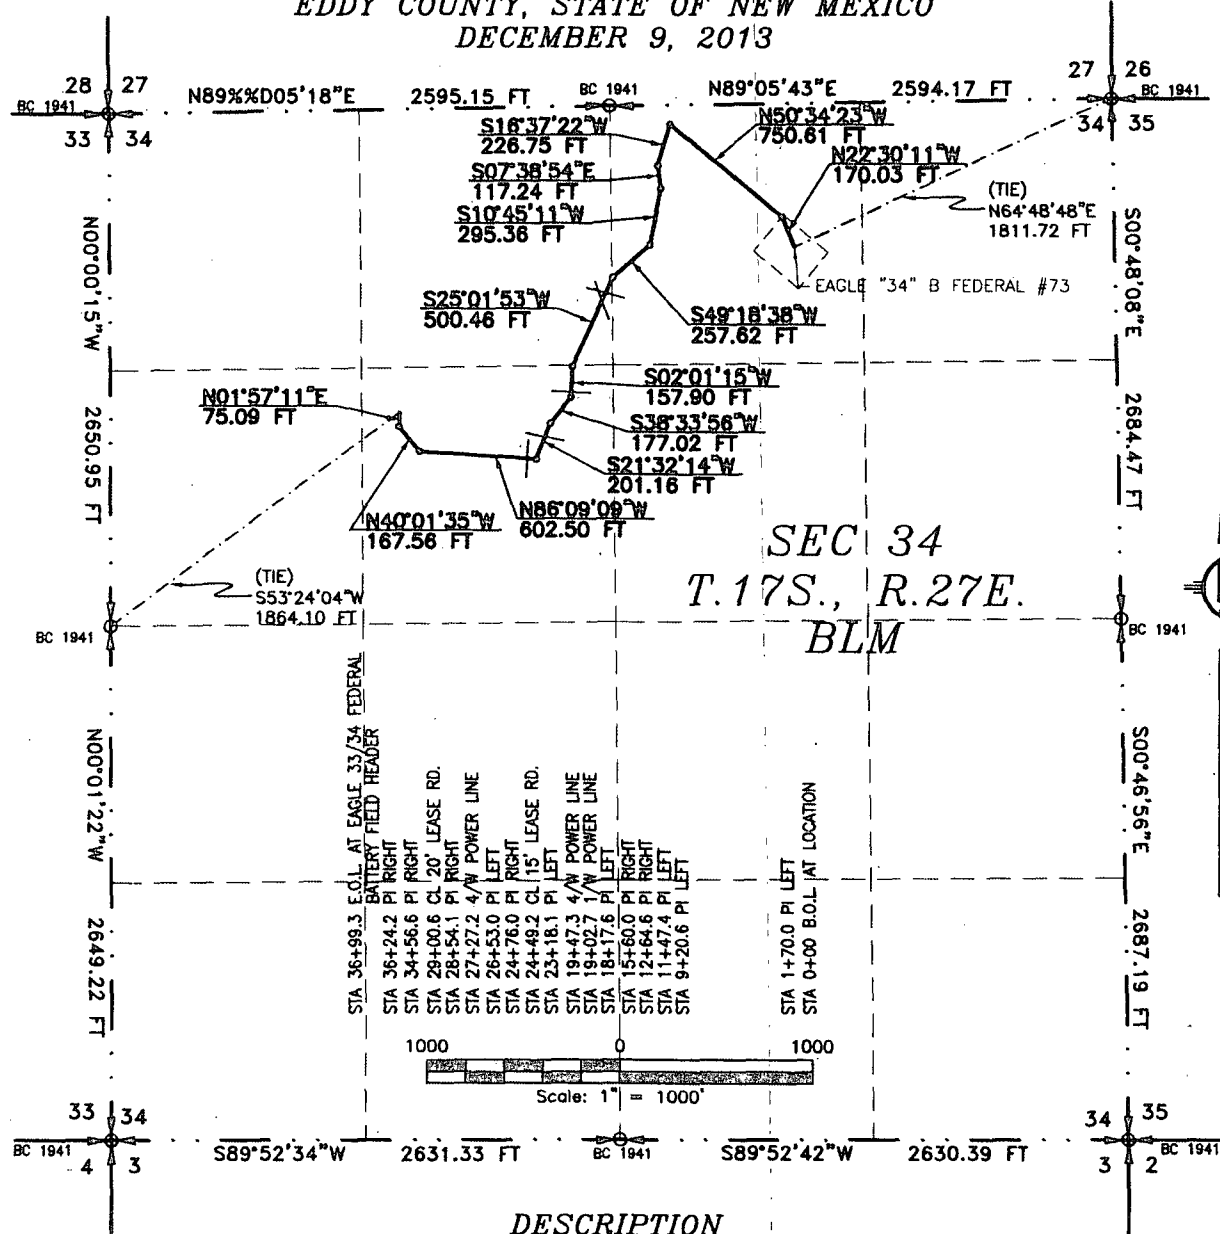 EDDY COUNTY, STATE OF NEW MEXICO
DECEMBER 9, 2013
28 27
BC 1941
33 34
N89%%D05'18"E 2595.15 FT
BC 1941
N89°05'43"E 2594.17 FT
27 26
BC 1941
34 35
S16°37'22"W
226.75 FT
N50°34'23"W
750.61 FT
S07°38'54"E
117.24 FT
N22°30'11"W
170.03 FT
S10°45'11"W
295.36 FT
(TIE)
N64°48'48"E
1811.72 FT
N00°00'15"W
2650.95 FT
S00°48'08"E
2684.47 FT
EAGLE "34" B FEDERAL #73
S25°01'53"W
500.46 FT
S49°18'38"W
257.62 FT
N01°57'11"E
75.09 FT
S02°01'15"W
157.90 FT
S38°33'56"W
177.02 FT
S21°32'14"W
201.16 FT
N40°01'35"W
167.56 FT
N86°09'09"W
602.50 FT
SEC 34
T.17S., R.27E.
BLM
(TIE)
S53°24'04"W
1864.10 FT
BC 1941
BC 1941
N00°01'22"W
2649.22 FT
S00°46'56"E
2687.19 FT
STA 36+99.3 E.O.L. AT EAGLE 33/34 FEDERAL
BATTERY FIELD HEADER
STA 36+24.2 PI RIGHT
STA 34+56.6 PI RIGHT
STA 29+00.6 CL 20' LEASE RD.
STA 28+54.1 PI RIGHT
STA 27+27.2 4/W POWER LINE
STA 26+53.0 PI LEFT
STA 24+76.0 PI RIGHT
STA 24+49.2 CL 15' LEASE RD.
STA 23+18.1 PI LEFT
STA 19+47.3 4/W POWER LINE
STA 19+02.7 1/W POWER LINE
STA 18+17.6 PI LEFT
STA 15+60.0 PI RIGHT
STA 12+64.6 PI RIGHT
STA 11+47.4 PI LEFT
STA 9+20.6 PI LEFT
STA 1+70.0 PI LEFT
STA 0+00 B.O.L AT LOCATION
1000 0 1000
Scale: 1" = 1000'
33 34
BC 1941
4 3
S89°52'34"W 2631.33 FT
BC 1941
S89°52'42"W 2630.39 FT
34 35
BC 1941
3 2
DESCRIPTION